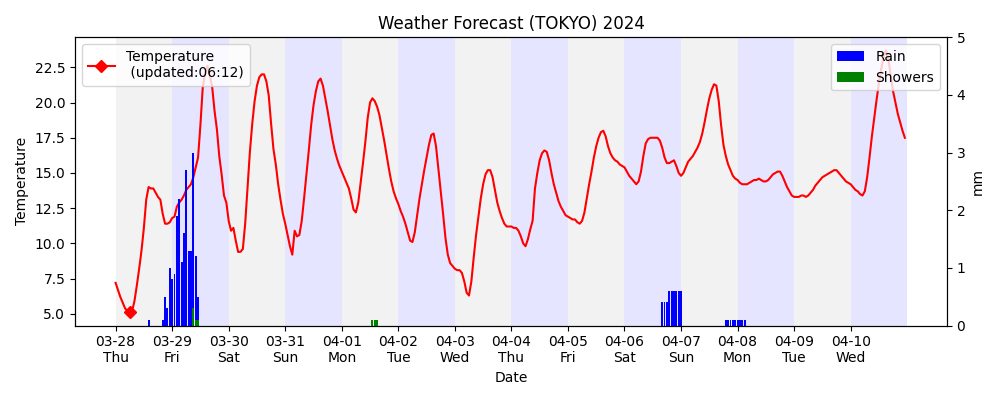 Weather Forecast (TOKYO) 2024
Temperature
(updated:06:12)
Rain
Showers
Temperature
22.5
20.0
17.5
15.0
12.5
10.0
7.5
5.0
5
4
3
2
1
0
mm
03-28 03-29 03-30 03-31 04-01 04-02 04-03 04-04 04-05 04-06 04-07 04-08 04-09 04-10
Thu Fri Sat Sun Mon Tue Wed Thu Fri Sat Sun Mon Tue Wed
Date